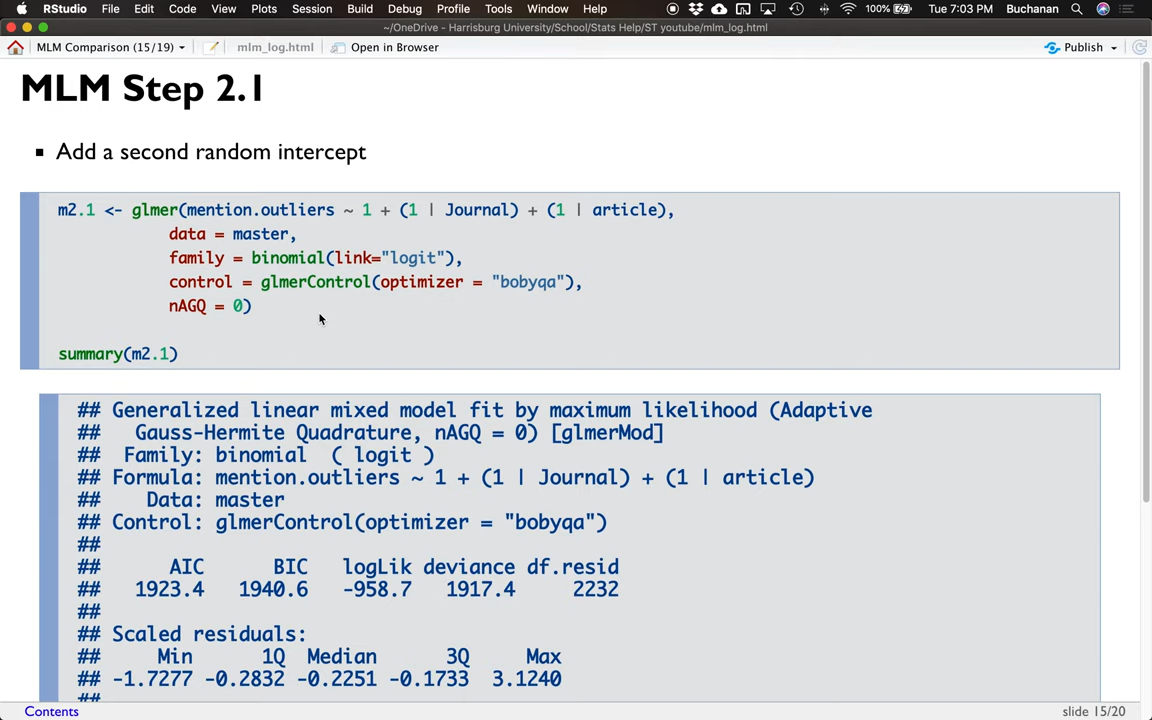 RStudio File Edit Code View Plots Session Build Debug Profile Tools Window Help 100% Tue 7:03 PM Buchanan
~/OneDrive - Harrisburg University/School/Stats Help/ST youtube/mlm_log.html
MLM Comparison (15/19) mlm_log.html Open in Browser Publish
MLM Step 2.1
Add a second random intercept
m2.1 <- glmer(mention.outliers ~ 1 + (1 | Journal) + (1 | article),
data = master,
family = binomial(link="logit"),
control = glmerControl(optimizer = "bobyqa"),
nAGQ = 0)
summary(m2.1)
## Generalized linear mixed model fit by maximum likelihood (Adaptive
## Gauss-Hermite Quadrature, nAGQ = 0) [glmerMod]
## Family: binomial ( logit )
## Formula: mention.outliers ~ 1 + (1 | Journal) + (1 | article)
## Data: master
## Control: glmerControl(optimizer = "bobyqa")
##
## AIC BIC logLik deviance df.resid
## 1923.4 1940.6 -958.7 1917.4 2232
##
## Scaled residuals:
## Min 1Q Median 3Q Max
## -1.7277 -0.2832 -0.2251 -0.1733 3.1240
##
Contents slide 15/20